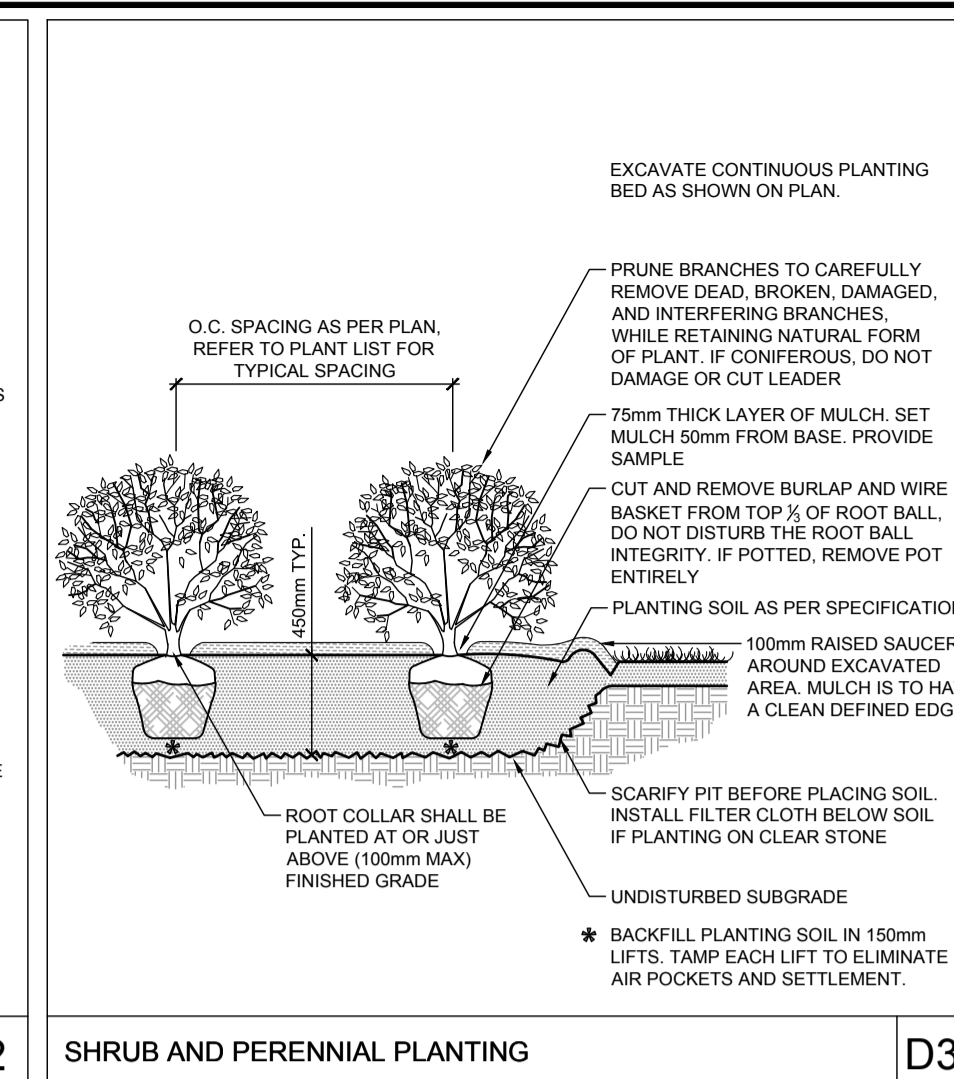 EXCAVATE CONTINUOUS PLANTING
BED AS SHOWN ON PLAN.
PRUNE BRANCHES TO CAREFULLY
REMOVE DEAD, BROKEN, DAMAGED,
AND INTERFERING BRANCHES,
WHILE RETAINING NATURAL FORM
OF PLANT. IF CONIFEROUS, DO NOT
DAMAGE OR CUT LEADER
O.C. SPACING AS PER PLAN,
REFER TO PLANT LIST FOR
TYPICAL SPACING
75mm THICK LAYER OF MULCH. SET
MULCH 50mm FROM BASE. PROVIDE
SAMPLE
CUT AND REMOVE BURLAP AND WIRE
BASKET FROM TOP ⅓ OF ROOT BALL,
DO NOT DISTURB THE ROOT BALL
INTEGRITY. IF POTTED, REMOVE POT
ENTIRELY
450mm TYP.
PLANTING SOIL AS PER
100mm RAISED SAUCER
AROUND EXCAVATED
AREA. MULCH IS TO
A CLEAN DEFINED
SCARIFY PIT BEFORE PLACING SOIL.
INSTALL FILTER CLOTH BELOW SOIL
IF PLANTING ON CLEAR STONE
ROOT COLLAR SHALL BE
PLANTED AT OR JUST
ABOVE (100mm MAX)
FINISHED GRADE
UNDISTURBED SUBGRADE
* BACKFILL PLANTING SOIL IN 150mm
LIFTS. TAMP EACH LIFT TO ELIMINATE
AIR POCKETS AND SETTLEMENT.
SHRUB AND PERENNIAL PLANTING
D3